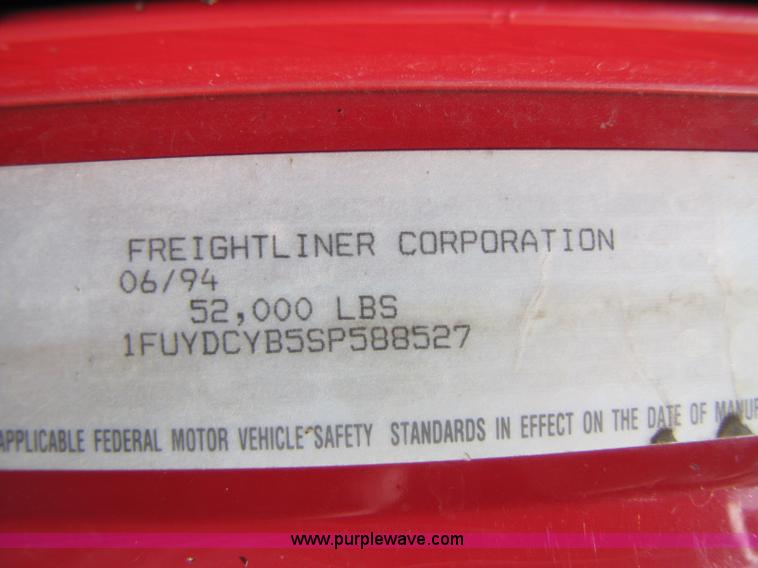 FREIGHTLINER CORPORATION
06/94
52,000 LBS
1FUYDCYB5SP588527
APPLICABLE FEDERAL MOTOR VEHICLE SAFETY STANDARDS IN EFFECT ON THE DATE OF MANUF
www.purplewave.com